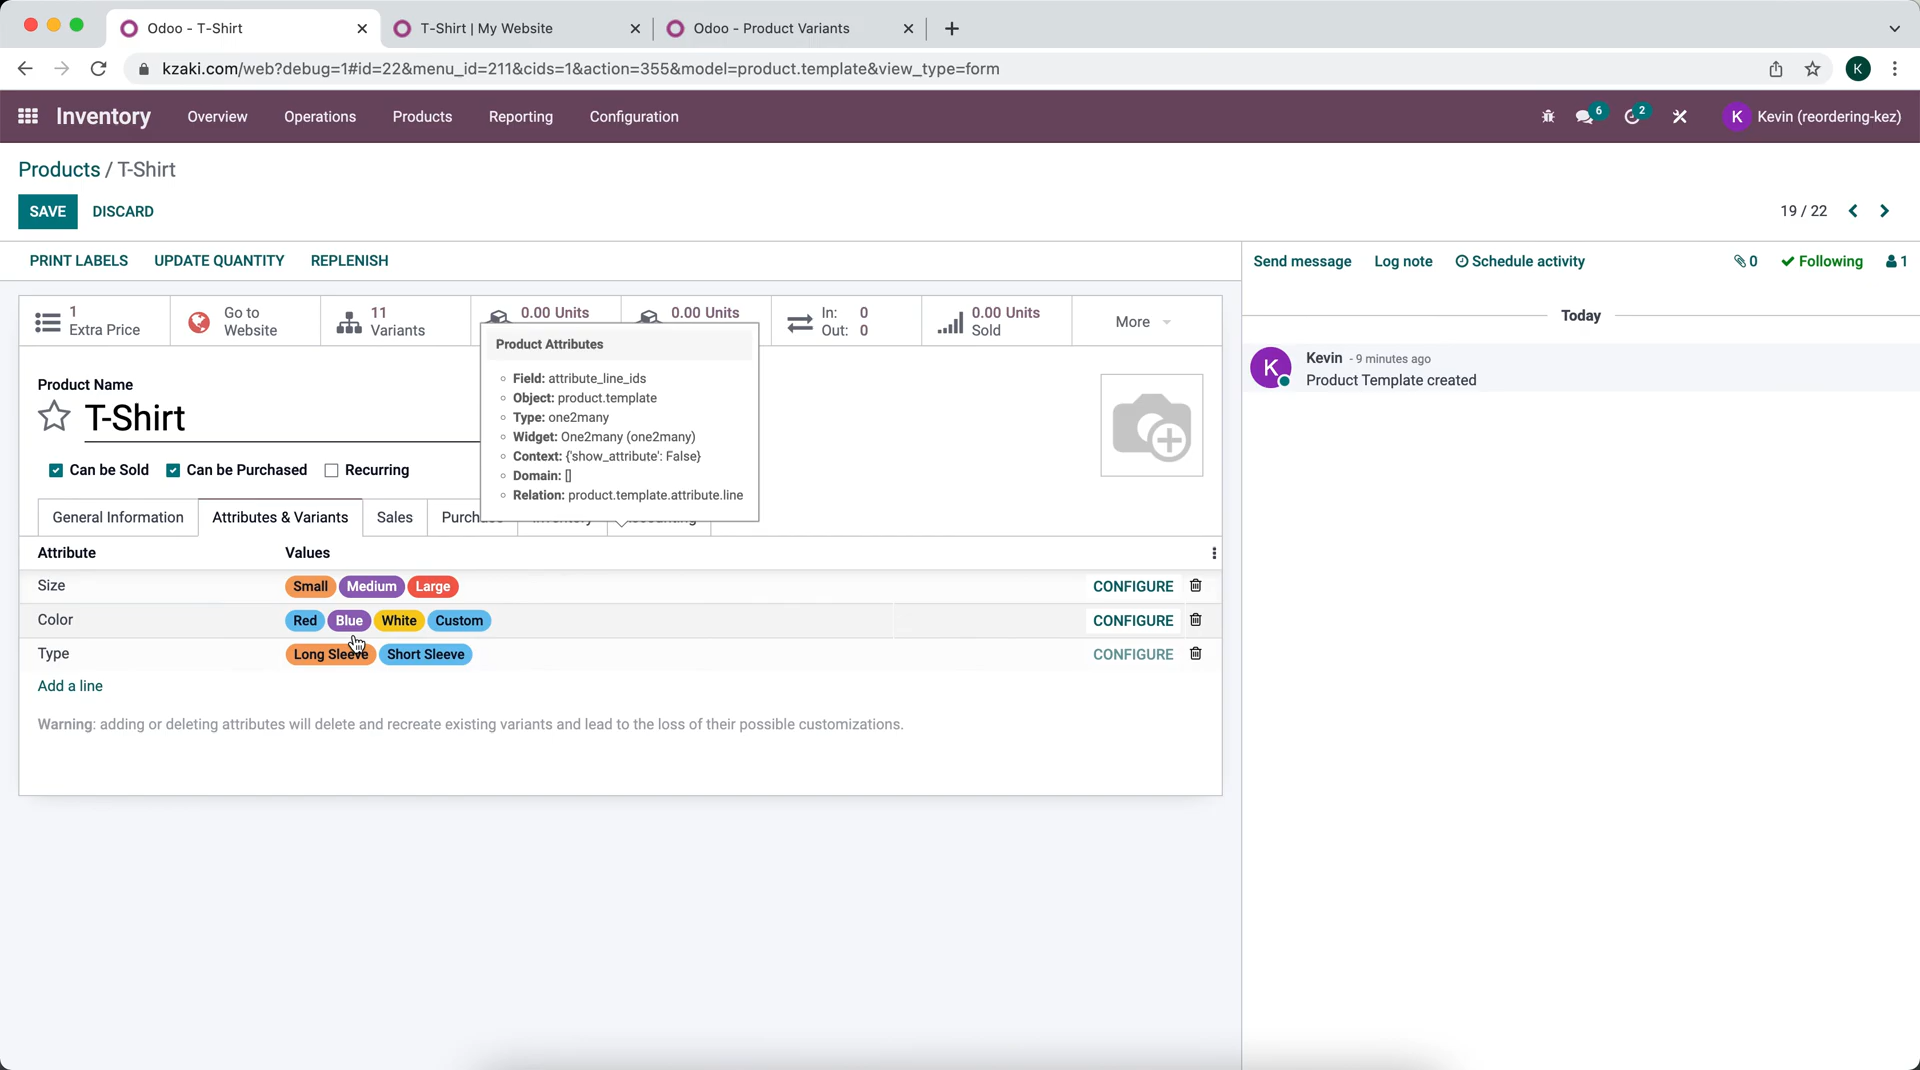 Odoo - T-Shirt
T-Shirt | My Website
Odoo - Product Variants
kzaki.com/web?debug=1#id=22&menu_id=211&cids=1&action=355&model=product.template&view_type=form
K
Inventory
Overview
Operations
Products
Reporting
Configuration
6
2
K
Kevin (reordering-kez)
Products / T-Shirt
SAVE
DISCARD
19 / 22
PRINT LABELS
UPDATE QUANTITY
REPLENISH
Send message
Log note
Schedule activity
0
Following
1
1
Extra Price
Go to
Website
11
Variants
0.00 Units
0.00 Units
In: 0
Out: 0
0.00 Units
Sold
More
Today
Product Attributes
Field: attribute_line_ids
Object: product.template
Type: one2many
Widget: One2many (one2many)
Context: {'show_attribute': False}
Domain: []
Relation: product.template.attribute.line
K
Kevin - 9 minutes ago
Product Template created
Product Name
T-Shirt
Can be Sold
Can be Purchased
Recurring
General Information
Attributes & Variants
Sales
Attribute
Values
Size
Small
Medium
Large
CONFIGURE
Color
Red
Blue
White
Custom
CONFIGURE
Type
Long Sleeve
Short Sleeve
CONFIGURE
Add a line
Warning: adding or deleting attributes will delete and recreate existing variants and lead to the loss of their possible customizations.